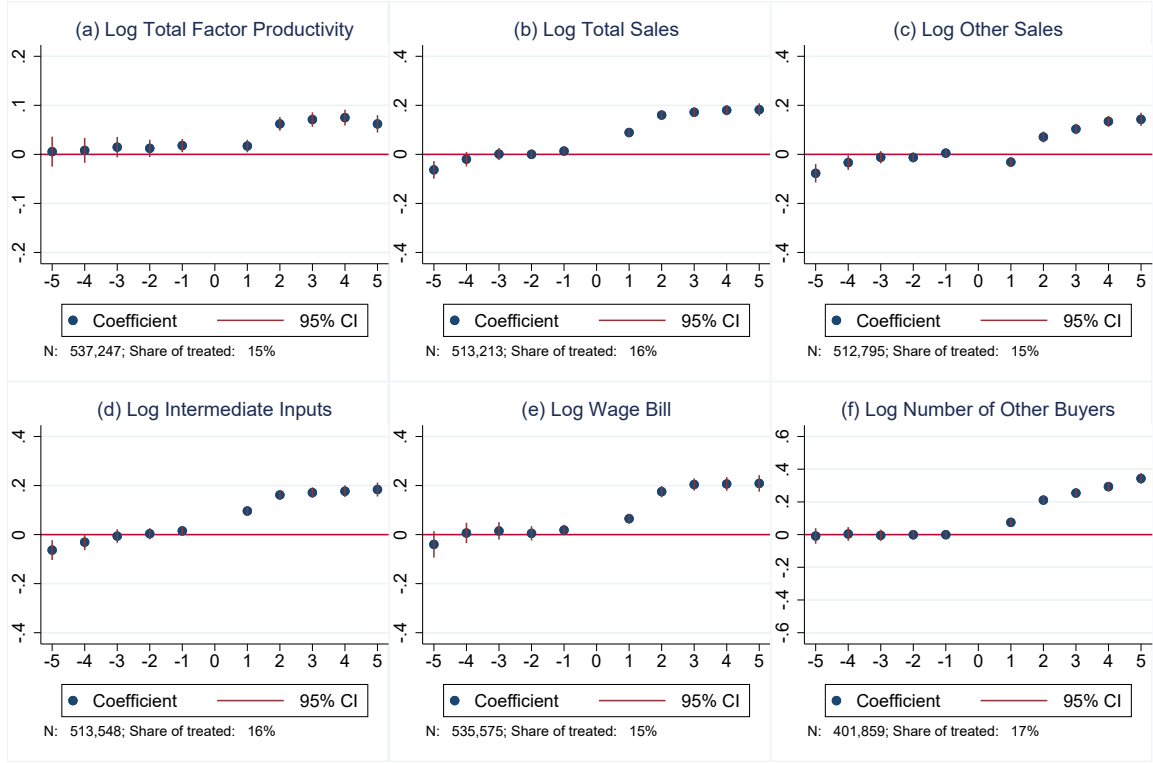 (a) Log Total Factor Productivity
.2
.1
0
-.1
-.2
-5 -4 -3 -2 -1 0 1 2 3 4 5
Coefficient 95% CI
N: 537,247; Share of treated: 15%
(b) Log Total Sales
.4
.2
0
-.2
-.4
-5 -4 -3 -2 -1 0 1 2 3 4 5
Coefficient 95% CI
N: 513,213; Share of treated: 16%
(c) Log Other Sales
.4
.2
0
-.2
-.4
-5 -4 -3 -2 -1 0 1 2 3 4 5
Coefficient 95% CI
N: 512,795; Share of treated: 15%
(d) Log Intermediate Inputs
.4
.2
0
-.2
-.4
-5 -4 -3 -2 -1 0 1 2 3 4 5
Coefficient 95% CI
N: 513,548; Share of treated: 16%
(e) Log Wage Bill
.4
.2
0
-.2
-.4
-5 -4 -3 -2 -1 0 1 2 3 4 5
Coefficient 95% CI
N: 535,575; Share of treated: 15%
(f) Log Number of Other Buyers
.6
.4
.2
0
-.2
-.4
-.6
-5 -4 -3 -2 -1 0 1 2 3 4 5
Coefficient 95% CI
N: 401,859; Share of treated: 17%